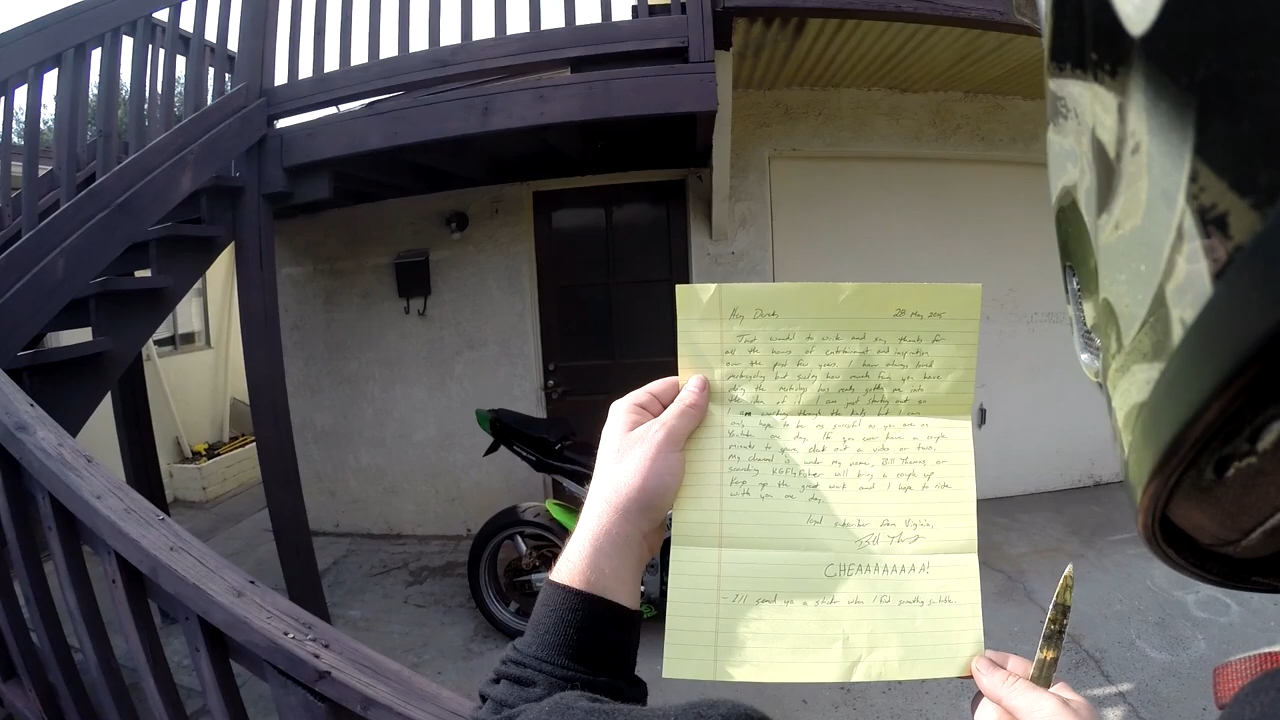 Hey Derek, 28 May 2015
Just wanted to write and say thanks for
all the hours of entertainment and inspiration
over the past few years. I have always loved
motorcycling but seeing how much fun you have
doing the has really gotten me into
the idea of it. I am just starting out so
I am working through the but I can
only hope to be as succesful as you are on
Youtube one day. If you ever have a couple
minutes to spare check out a video or two,
My channel is under my name, Bill Thomas, or
searching KGFlyFisher will bring a couple up
Keep up the great work and I hope to ride
with you one day.
loyal subscriber from Virginia,
CHEAAAAAAAA!
- I'll send ya a sticker when I find something suitable.